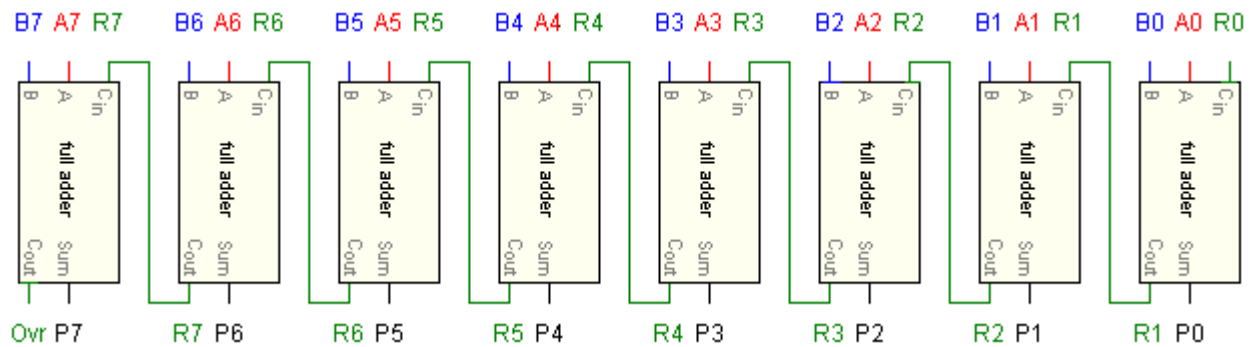 B7 A7 R7 B6 A6 R6 B5 A5 R5 B4 A4 R4 B3 A3 R3 B2 A2 R2 B1 A1 R1 B0 A0 R0
B A Cin B A Cin B A Cin B A Cin B A Cin B A Cin B A Cin B A Cin
full adder full adder full adder full adder full adder full adder full adder full adder
Cout Sum Cout Sum Cout Sum Cout Sum Cout Sum Cout Sum Cout Sum Cout Sum
Ovr P7 R7 P6 R6 P5 R5 P4 R4 P3 R3 P2 R2 P1 R1 P0